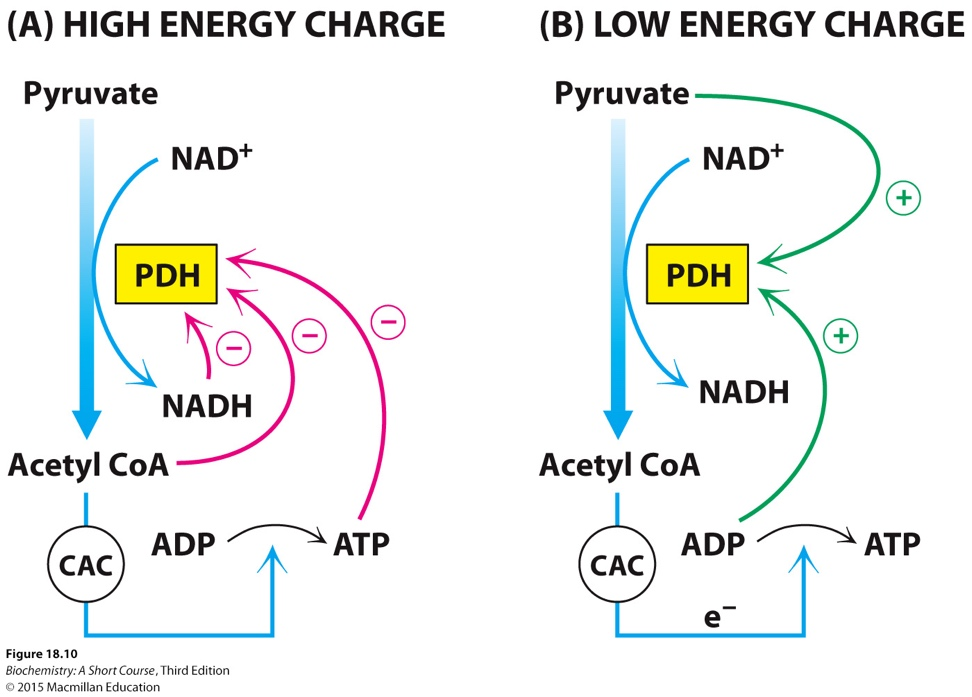 (A) HIGH ENERGY CHARGE
Pyruvate
NAD⁺
PDH
−
−
−
NADH
Acetyl CoA
ADP
ATP
CAC
(B) LOW ENERGY CHARGE
Pyruvate
NAD⁺
+
PDH
+
NADH
Acetyl CoA
ADP
ATP
CAC
e⁻
Figure 18.10
Biochemistry: A Short Course, Third Edition
© 2015 Macmillan Education